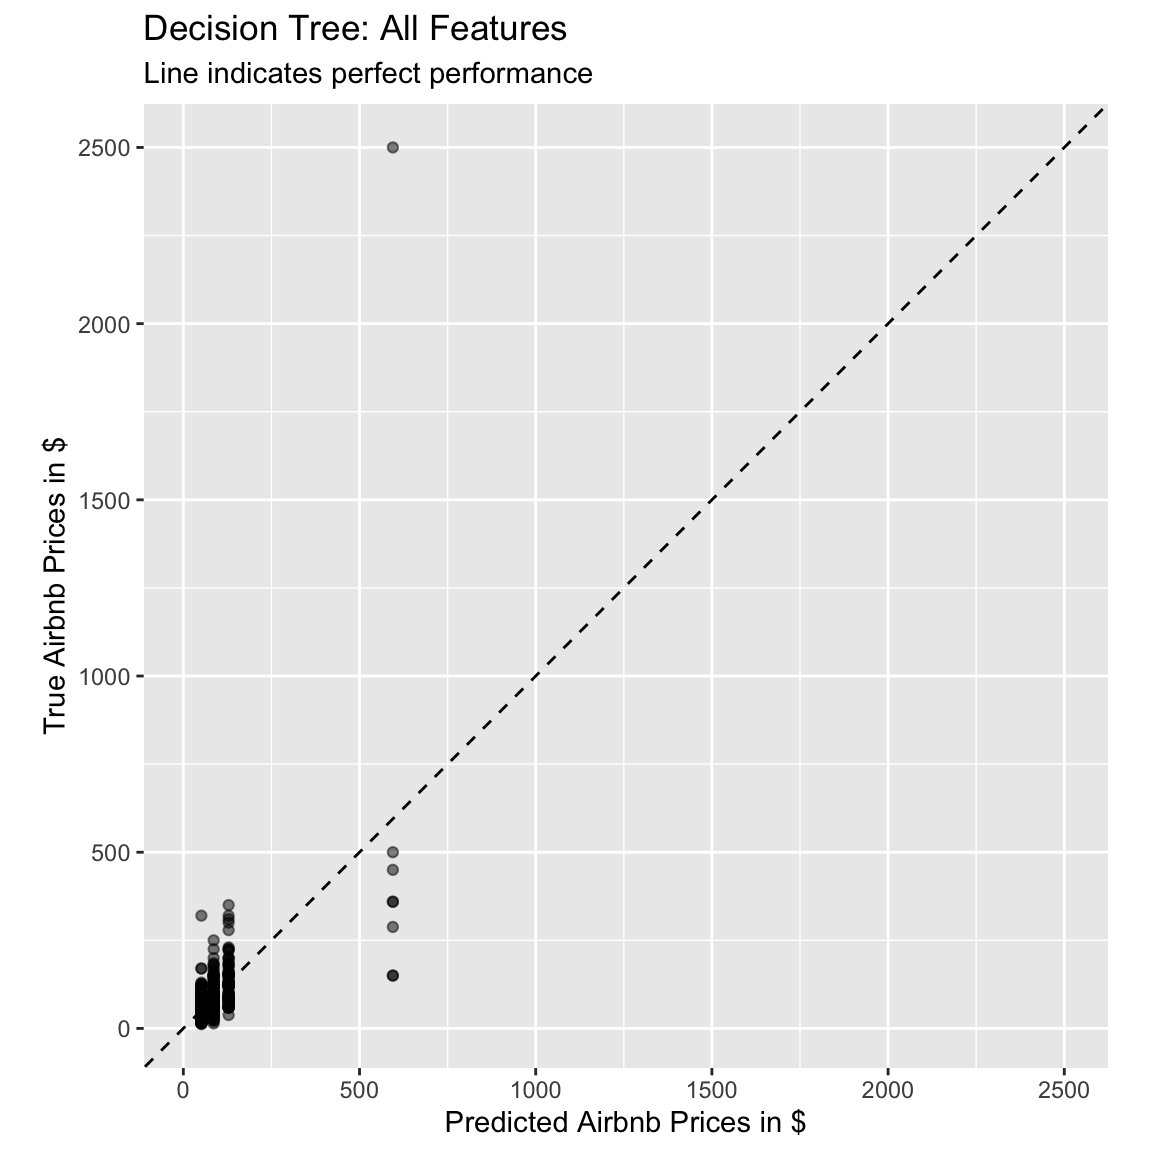 Decision Tree: All Features
Line indicates perfect performance
2500
2000
1500
1000
500
0
True Airbnb Prices in $
0 500 1000 1500 2000 2500
Predicted Airbnb Prices in $